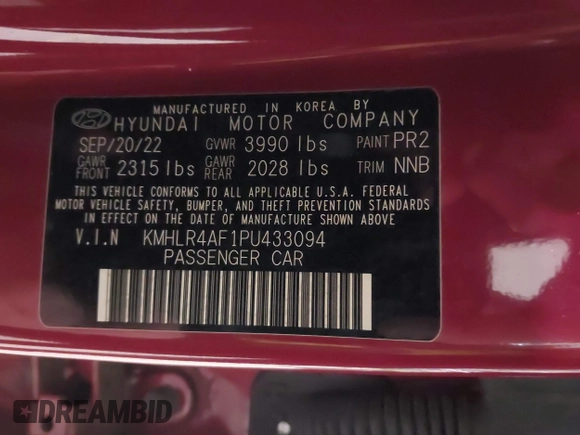 MANUFACTURED IN KOREA BY
HYUNDAI MOTOR COMPANY
SEP/20/22 GVWR 3990 lbs PAINT PR2
GAWR FRONT 2315 lbs GAWR REAR 2028 lbs TRIM NNB
THIS VEHICLE CONFORMS TO ALL APPLICABLE U.S.A. FEDERAL
MOTOR VEHICLE SAFETY, BUMPER, AND THEFT PREVENTION STANDARDS
IN EFFECT ON THE DATE OF MANUFACTURE SHOWN ABOVE
V.I.N KMHLR4AF1PU433094
PASSENGER CAR
DREAMBID